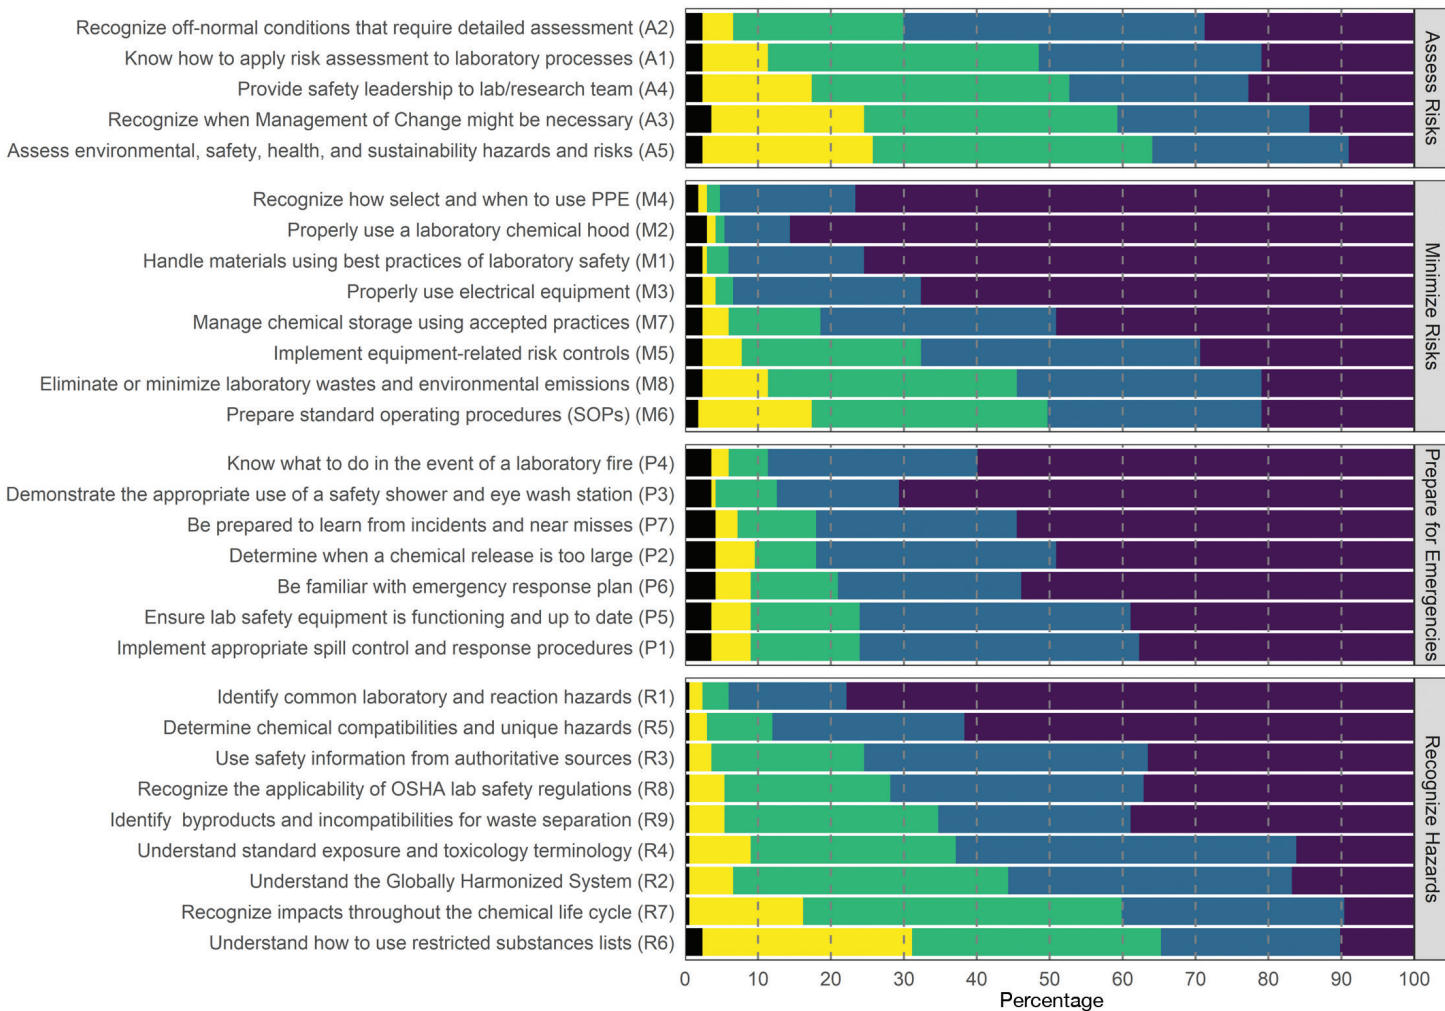 Recognize off-normal conditions that require detailed assessment (A2)
Know how to apply risk assessment to laboratory processes (A1)
Provide safety leadership to lab/research team (A4)
Recognize when Management of Change might be necessary (A3)
Assess environmental, safety, health, and sustainability hazards and risks (A5)
Assess Risks
Recognize how select and when to use PPE (M4)
Properly use a laboratory chemical hood (M2)
Handle materials using best practices of laboratory safety (M1)
Properly use electrical equipment (M3)
Manage chemical storage using accepted practices (M7)
Implement equipment-related risk controls (M5)
Eliminate or minimize laboratory wastes and environmental emissions (M8)
Prepare standard operating procedures (SOPs) (M6)
Minimize Risks
Know what to do in the event of a laboratory fire (P4)
Demonstrate the appropriate use of a safety shower and eye wash station (P3)
Be prepared to learn from incidents and near misses (P7)
Determine when a chemical release is too large (P2)
Be familiar with emergency response plan (P6)
Ensure lab safety equipment is functioning and up to date (P5)
Implement appropriate spill control and response procedures (P1)
Prepare for Emergencies
Identify common laboratory and reaction hazards (R1)
Determine chemical compatibilities and unique hazards (R5)
Use safety information from authoritative sources (R3)
Recognize the applicability of OSHA lab safety regulations (R8)
Identify  byproducts and incompatibilities for waste separation (R9)
Understand standard exposure and toxicology terminology (R4)
Understand the Globally Harmonized System (R2)
Recognize impacts throughout the chemical life cycle (R7)
Understand how to use restricted substances lists (R6)
Recognize Hazards
0 10 20 30 40 50 60 70 80 90 100
Percentage